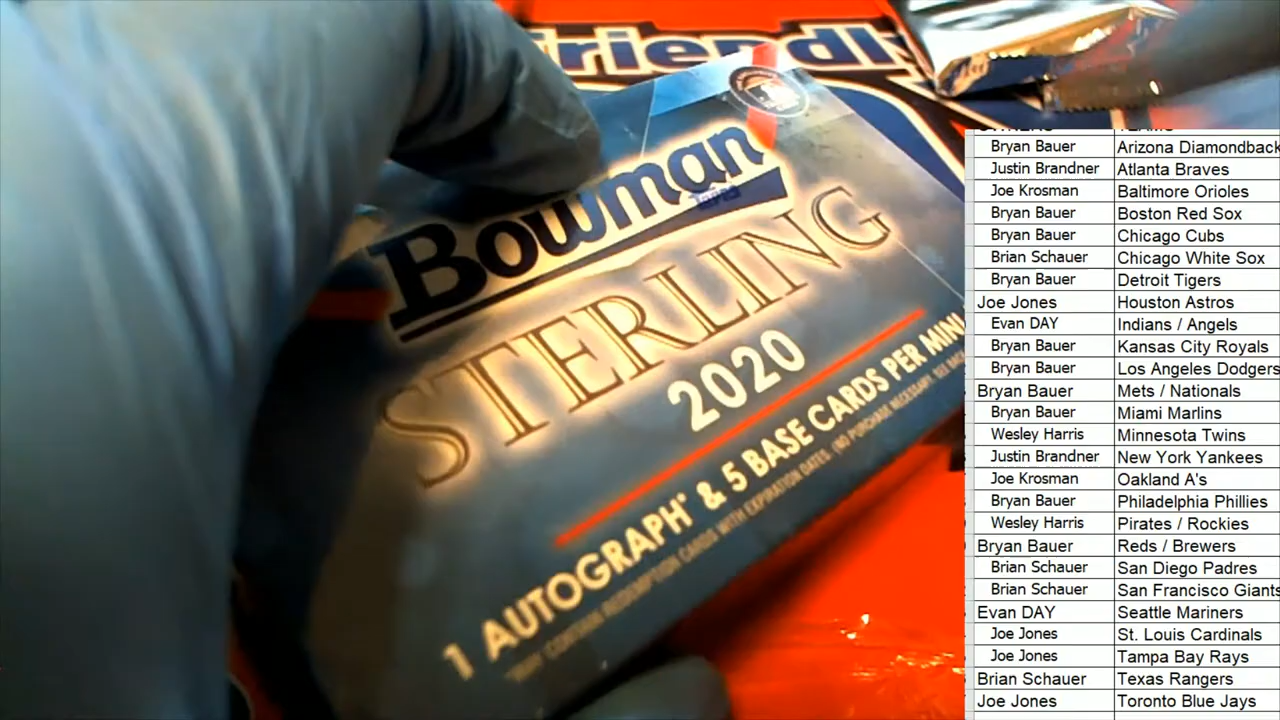 friendly
Bowman
Topps
STERLING
2020
1 AUTOGRAPH* & 5 BASE CARDS PER MINI
OWNERS TEAMS
Bryan Bauer Arizona Diamondback
Justin Brandner Atlanta Braves
Joe Krosman Baltimore Orioles
Bryan Bauer Boston Red Sox
Bryan Bauer Chicago Cubs
Brian Schauer Chicago White Sox
Bryan Bauer Detroit Tigers
Joe Jones Houston Astros
Evan DAY Indians / Angels
Bryan Bauer Kansas City Royals
Bryan Bauer Los Angeles Dodgers
Bryan Bauer Mets / Nationals
Bryan Bauer Miami Marlins
Wesley Harris Minnesota Twins
Justin Brandner New York Yankees
Joe Krosman Oakland A's
Bryan Bauer Philadelphia Phillies
Wesley Harris Pirates / Rockies
Bryan Bauer Reds / Brewers
Brian Schauer San Diego Padres
Brian Schauer San Francisco Giants
Evan DAY Seattle Mariners
Joe Jones St. Louis Cardinals
Joe Jones Tampa Bay Rays
Brian Schauer Texas Rangers
Joe Jones Toronto Blue Jays